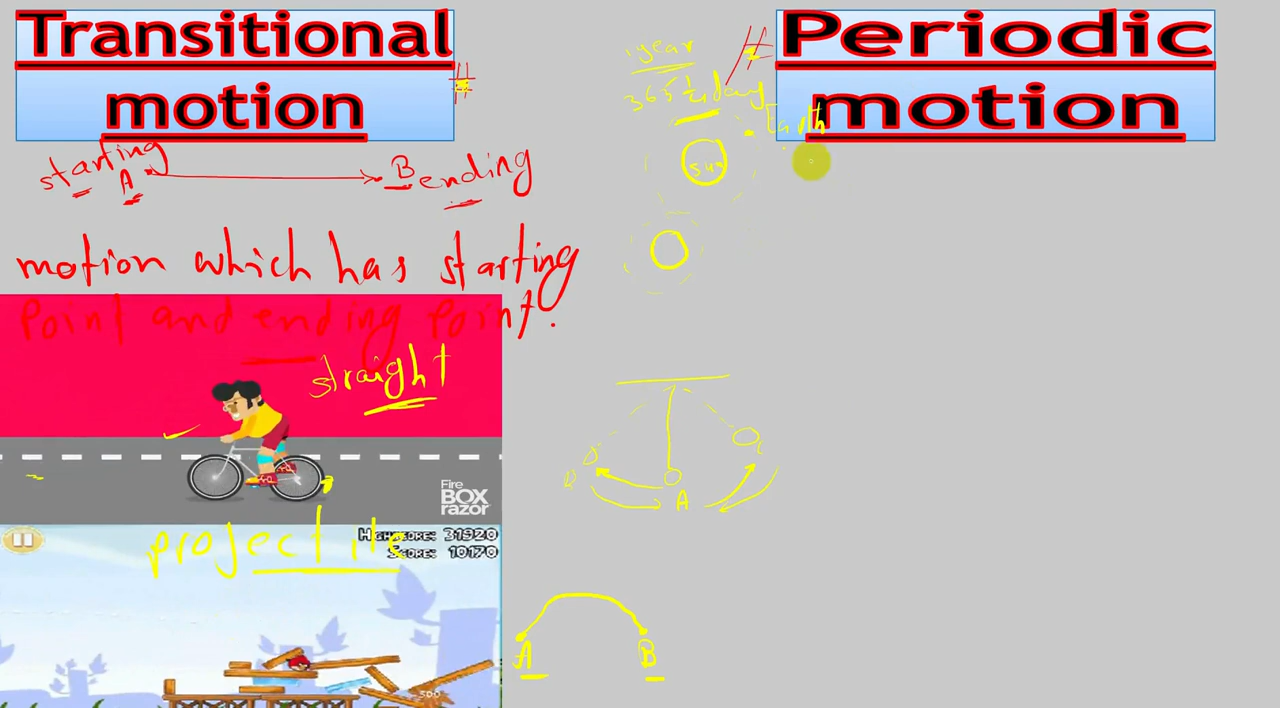 Transitional
motion
starting
A
B
ending
motion which has starting
Point and ending Point.
straight
Fire
BOX
razor
projectile
HIGHSCORE: 31920
SCORE: 10170
500
A
B
1 year
365 1/4 day
Earth
sun
A
Periodic
motion